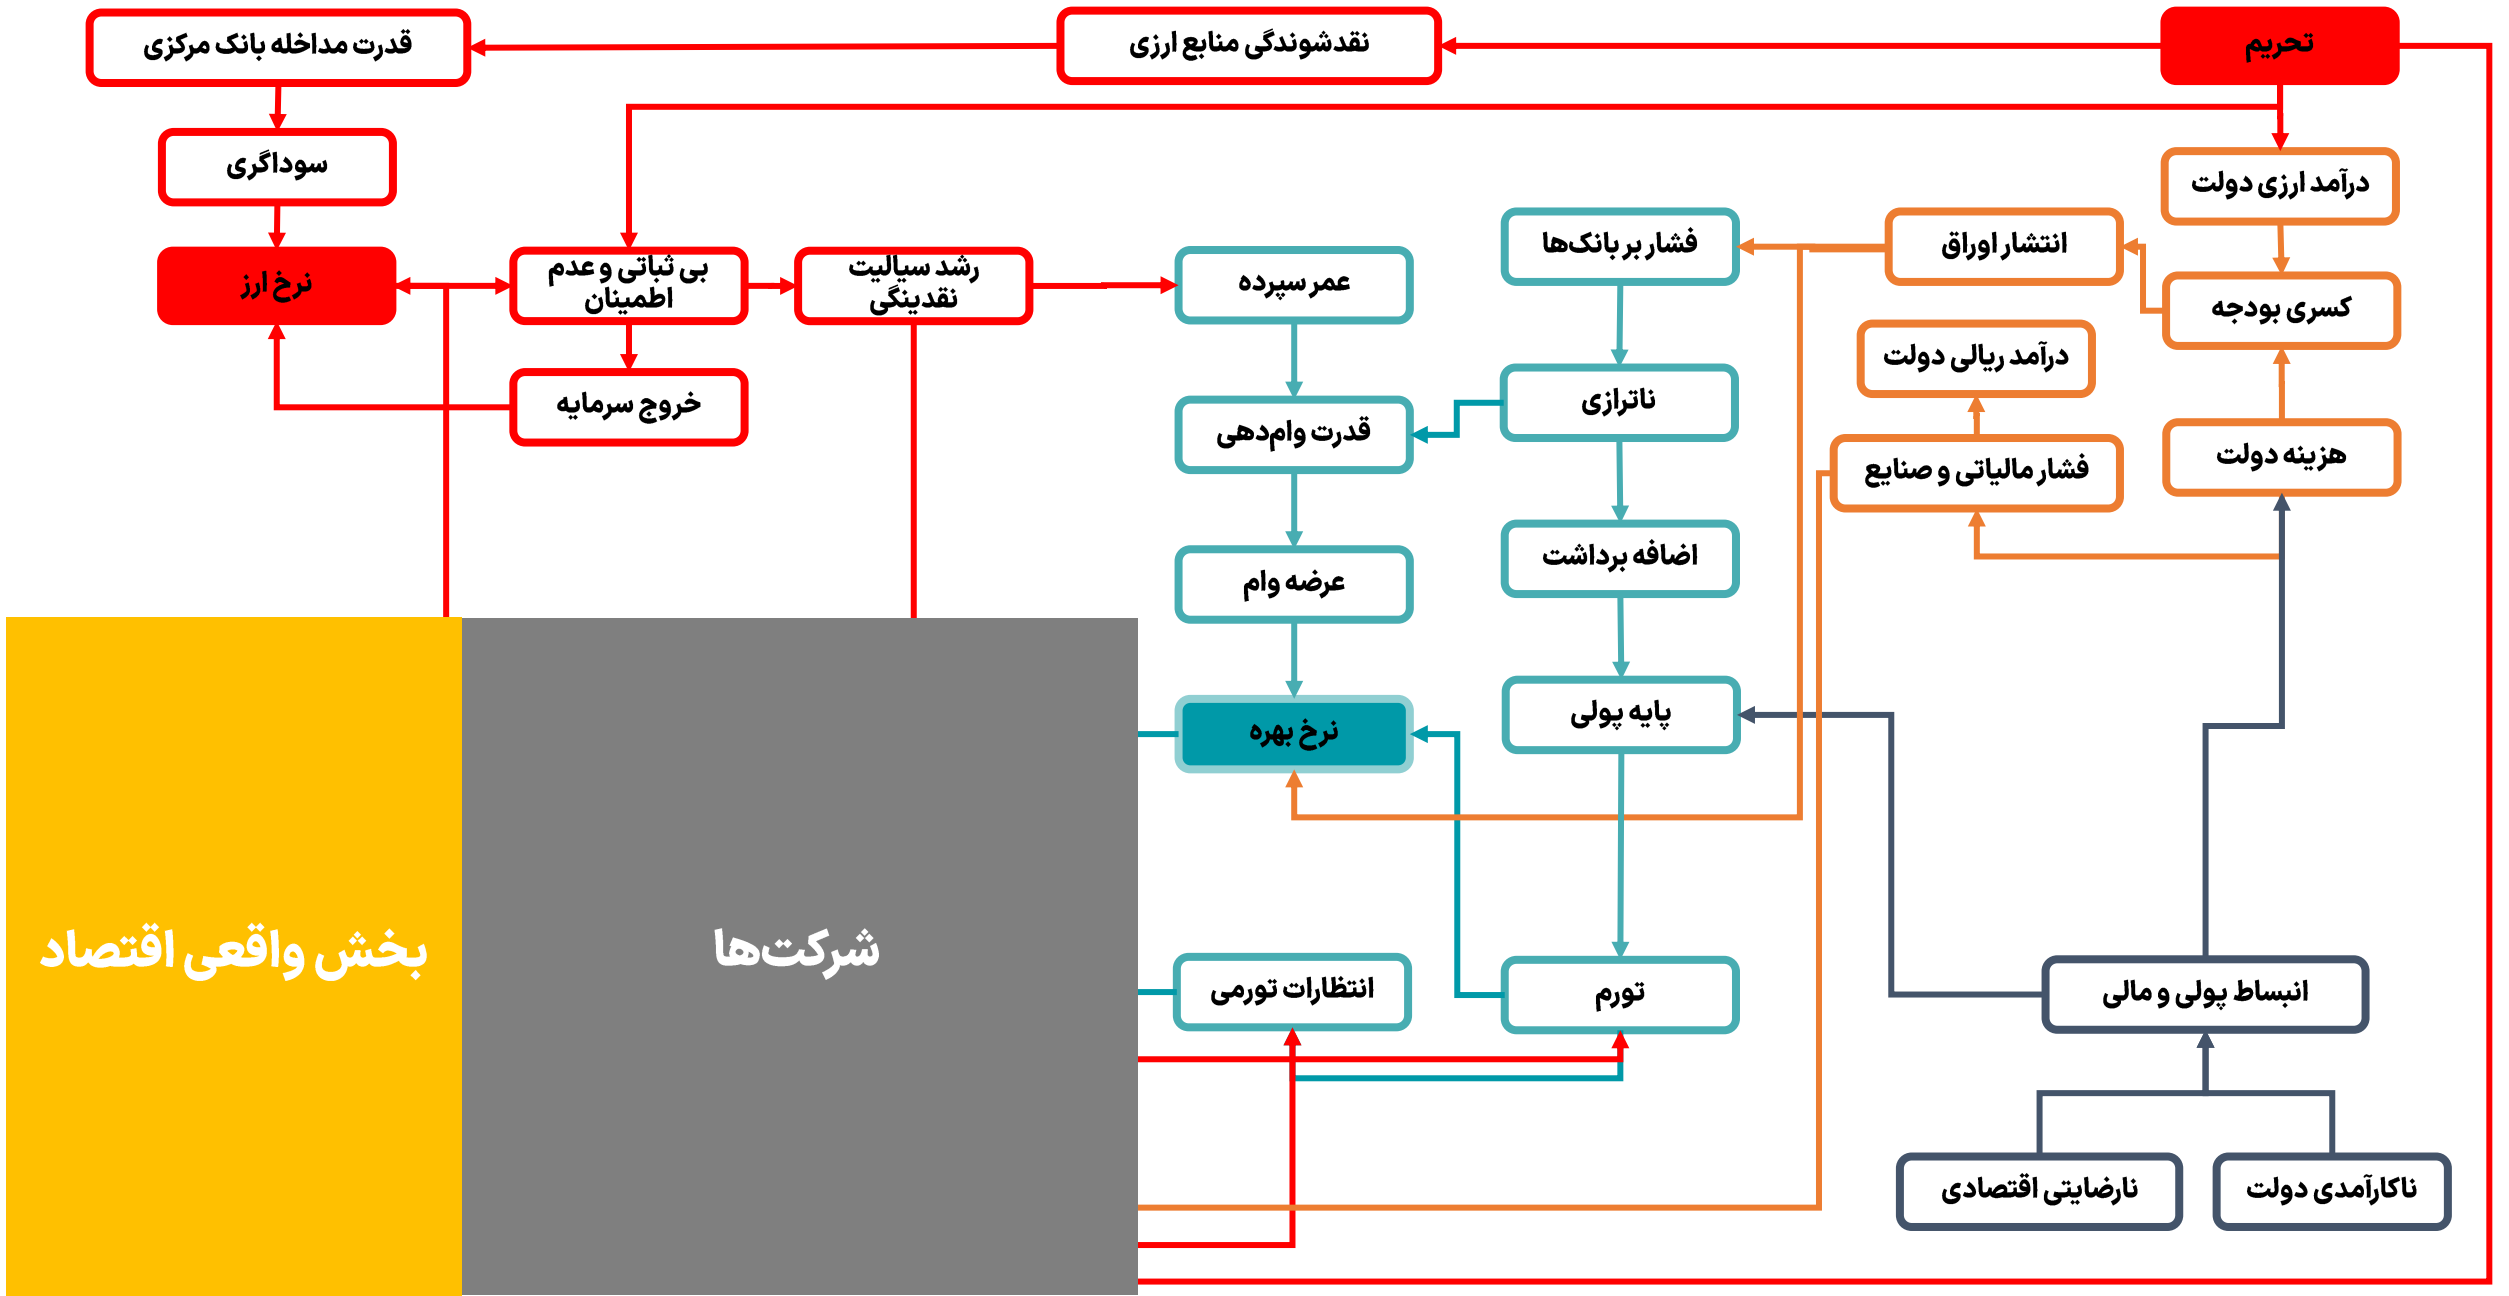 تحریم
نقدشوندگی منابع ارزی
قدرت مداخله بانک مرکزی
سوداگری
درآمد ارزی دولت
انتشار اوراق
فشار بر بانک‌ها
عمر سپرده
رشد سیالیت
نقدینگی
بی ثباتی و عدم
اطمینان
نرخ ارز
کسری بودجه
درآمد ریالی دولت
ناترازی
خروج سرمایه
قدرت وام دهی
هزینه دولت
فشار مالیاتی و صنایع
اضافه برداشت
عرضه وام
پایه پولی
نرخ بهره
شرکت‌ها
بخش واقعی اقتصاد
انبساط پولی و مالی
تورم
انتظارات تورمی
ناکارآمدی دولت
نارضایتی اقتصادی